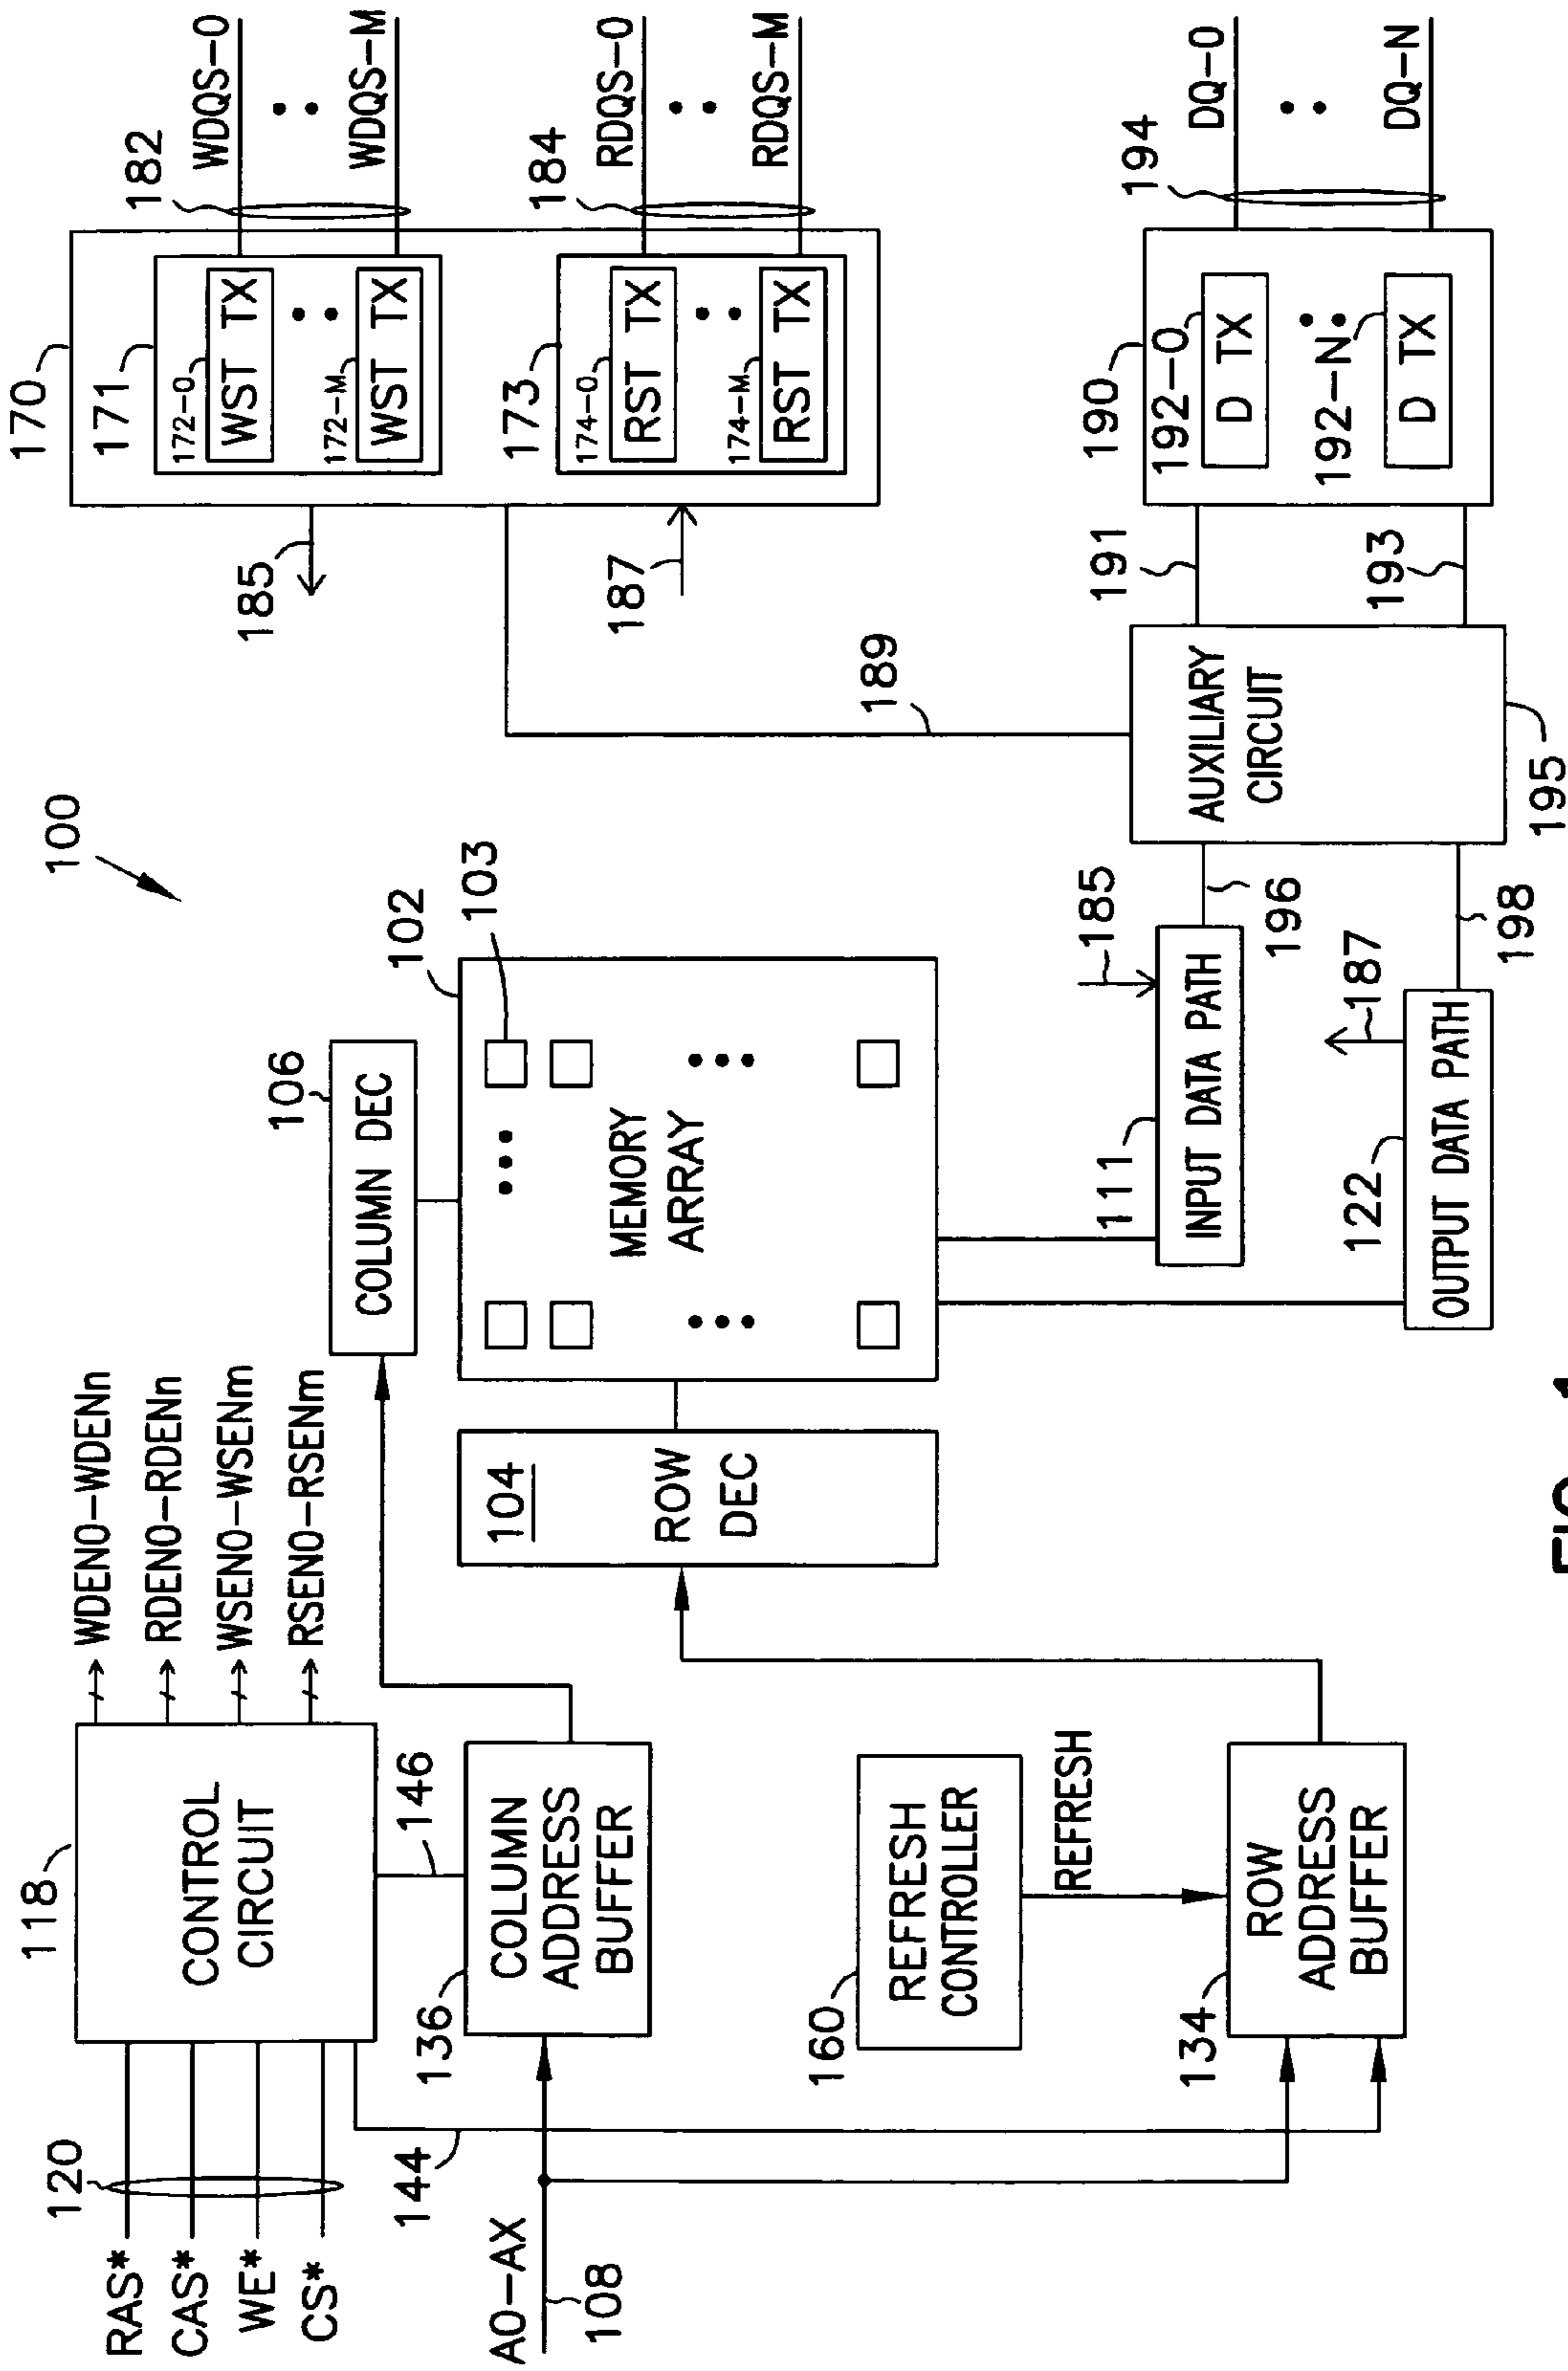 100
RAS*
CAS*
WE*
CS*
120
118
CONTROL
CIRCUIT
WDEN0-WDENn
RDEN0-RDENn
WSEN0-WSENm
RSEN0-RSENm
144
146
A0-AX
108
136
COLUMN
ADDRESS
BUFFER
160
REFRESH
CONTROLLER
REFRESH
134
ROW
ADDRESS
BUFFER
106
COLUMN DEC
104
ROW
DEC
102
103
MEMORY
ARRAY
111
INPUT DATA PATH
185
196
122
OUTPUT DATA PATH
187
198
AUXILIARY
CIRCUIT
195
189
170
171
172-0
WST TX
172-M
WST TX
173
174-0
RST TX
174-M
RST TX
185
187
182
WDQS-0
WDQS-M
184
RDQS-0
RDQS-M
190
191
193
192-0
D TX
192-N
D TX
194
DQ-0
DQ-N
FIG. 1